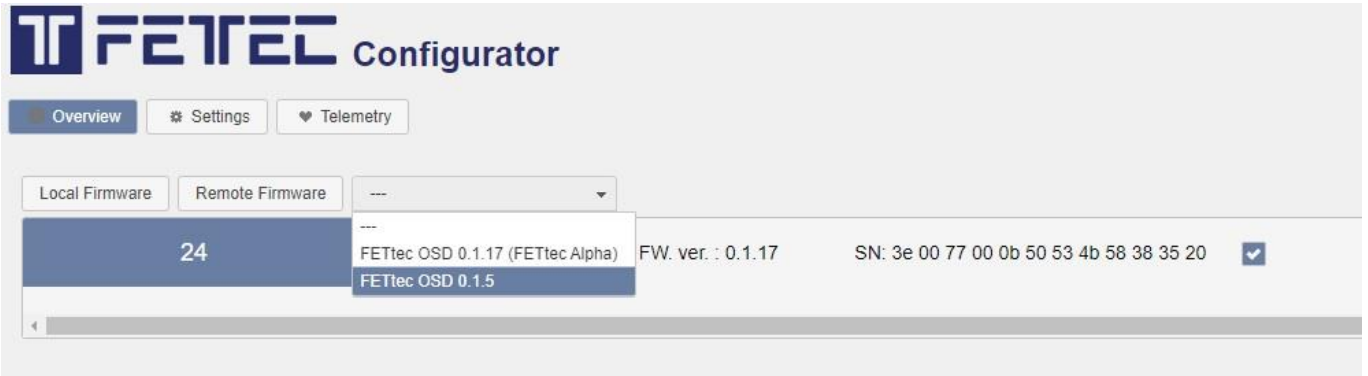 FETTEC Configurator
Overview Settings Telemetry
Local Firmware Remote Firmware ---
---
24 FETtec OSD 0.1.17 (FETtec Alpha) FW. ver. : 0.1.17 SN: 3e 00 77 00 0b 50 53 4b 58 38 35 20
FETtec OSD 0.1.5